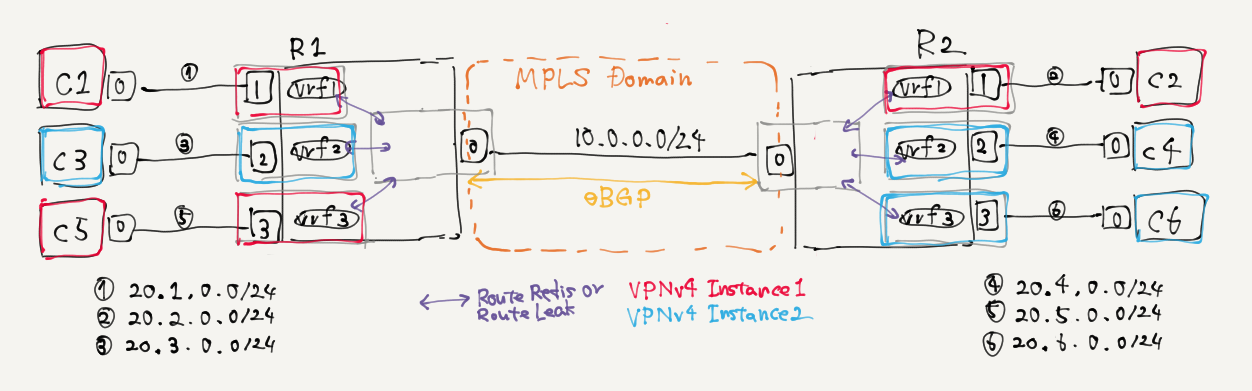 R1
R2
MPLS Domain
C1
0
①
1
vrf1
vrf1
1
②
0
C2
C3
0
③
2
vrf2
0
10.0.0.0/24
0
vrf2
2
④
0
C4
eBGP
C5
0
⑤
3
vrf3
vrf3
3
⑥
0
C6
① 20.1.0.0/24
② 20.2.0.0/24
③ 20.3.0.0/24
Route Redis or
Route Leak
VPNv4 Instance1
VPNv4 Instance2
④ 20.4.0.0/24
⑤ 20.5.0.0/24
⑥ 20.6.0.0/24